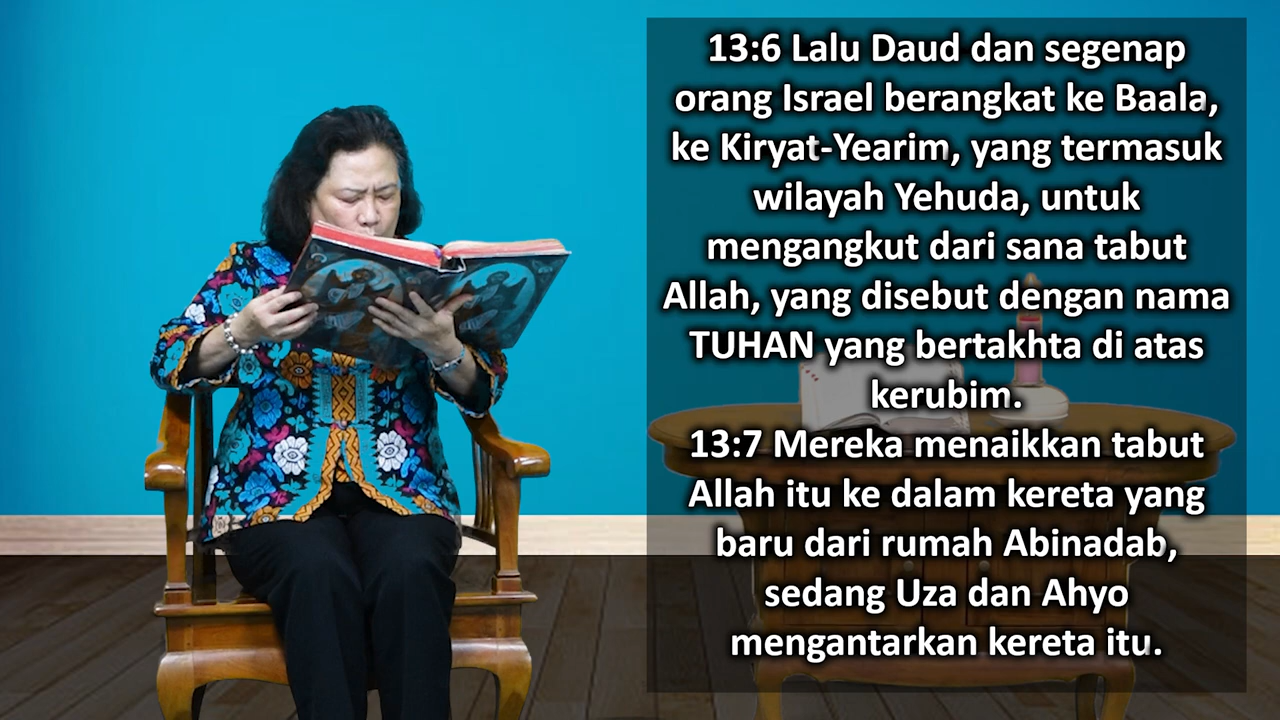 13:6 Lalu Daud dan segenap
orang Israel berangkat ke Baala,
ke Kiryat-Yearim, yang termasuk
wilayah Yehuda, untuk
mengangkut dari sana tabut
Allah, yang disebut dengan nama
TUHAN yang bertakhta di atas
kerubim.
13:7 Mereka menaikkan tabut
Allah itu ke dalam kereta yang
baru dari rumah Abinadab,
sedang Uza dan Ahyo
mengantarkan kereta itu.